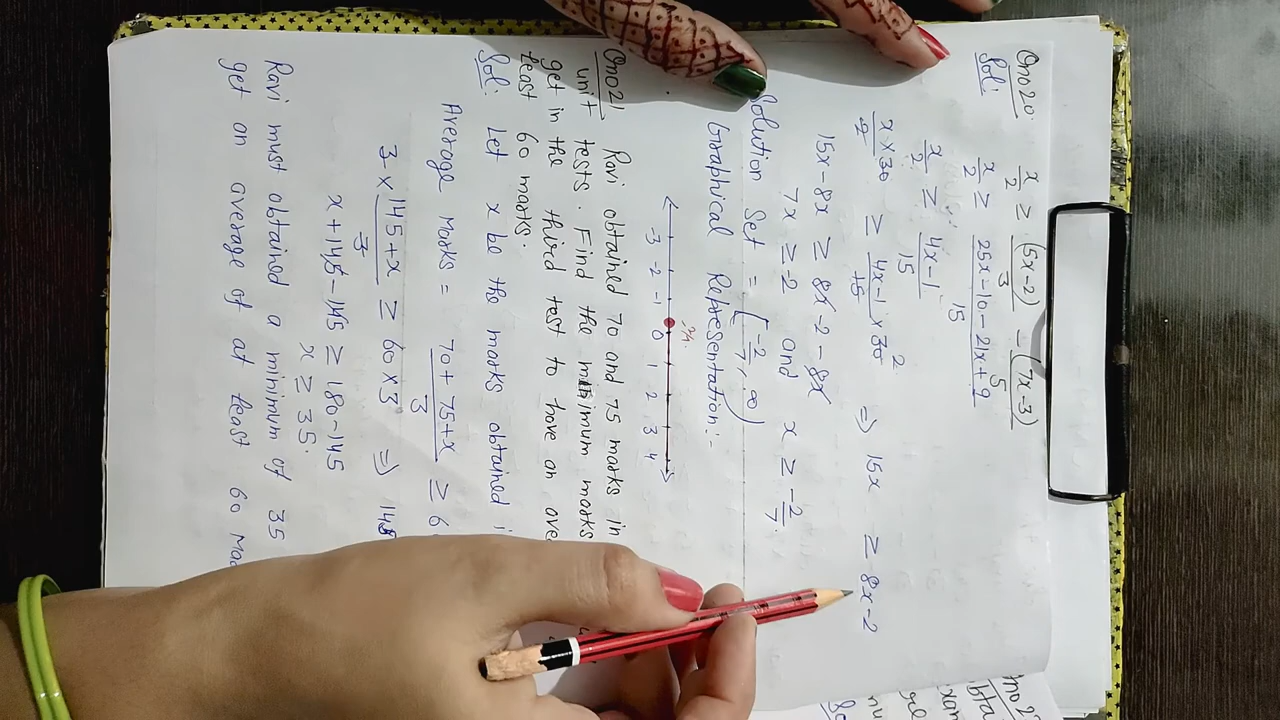 Qno20. x/2 ≥ (5x-2)/3 - (7x-3)/5
Sol: x/2 ≥ (25x-10-21x+9)/15
x/2 ≥ (4x-1)/15
(x×30)/2 ≥ (4x-1)/15 × 30 2 ⇒ 15x ≥ 8x-2
15x-8x ≥ 8x-2-8x
7x ≥ -2 and x ≥ -2/7.
Solution Set = [-2/7, ∞)
Graphical Representation:-
-3 -2 -1 0 1 2 3 4
Qno21 Ravi obtained 70 and 75 marks in
unit tests. Find the minimum marks
get in the third test to have an
least 60 marks.
Sol: Let x be the marks obtained
Average Marks = (70+75+x)/3 ≥
3×(145+x)/3 ≥ 60×3 ⇒
x+145-145 ≥ 180-145
x ≥ 35.
Ravi must obtained a minimum of 35
get an average of at least 60